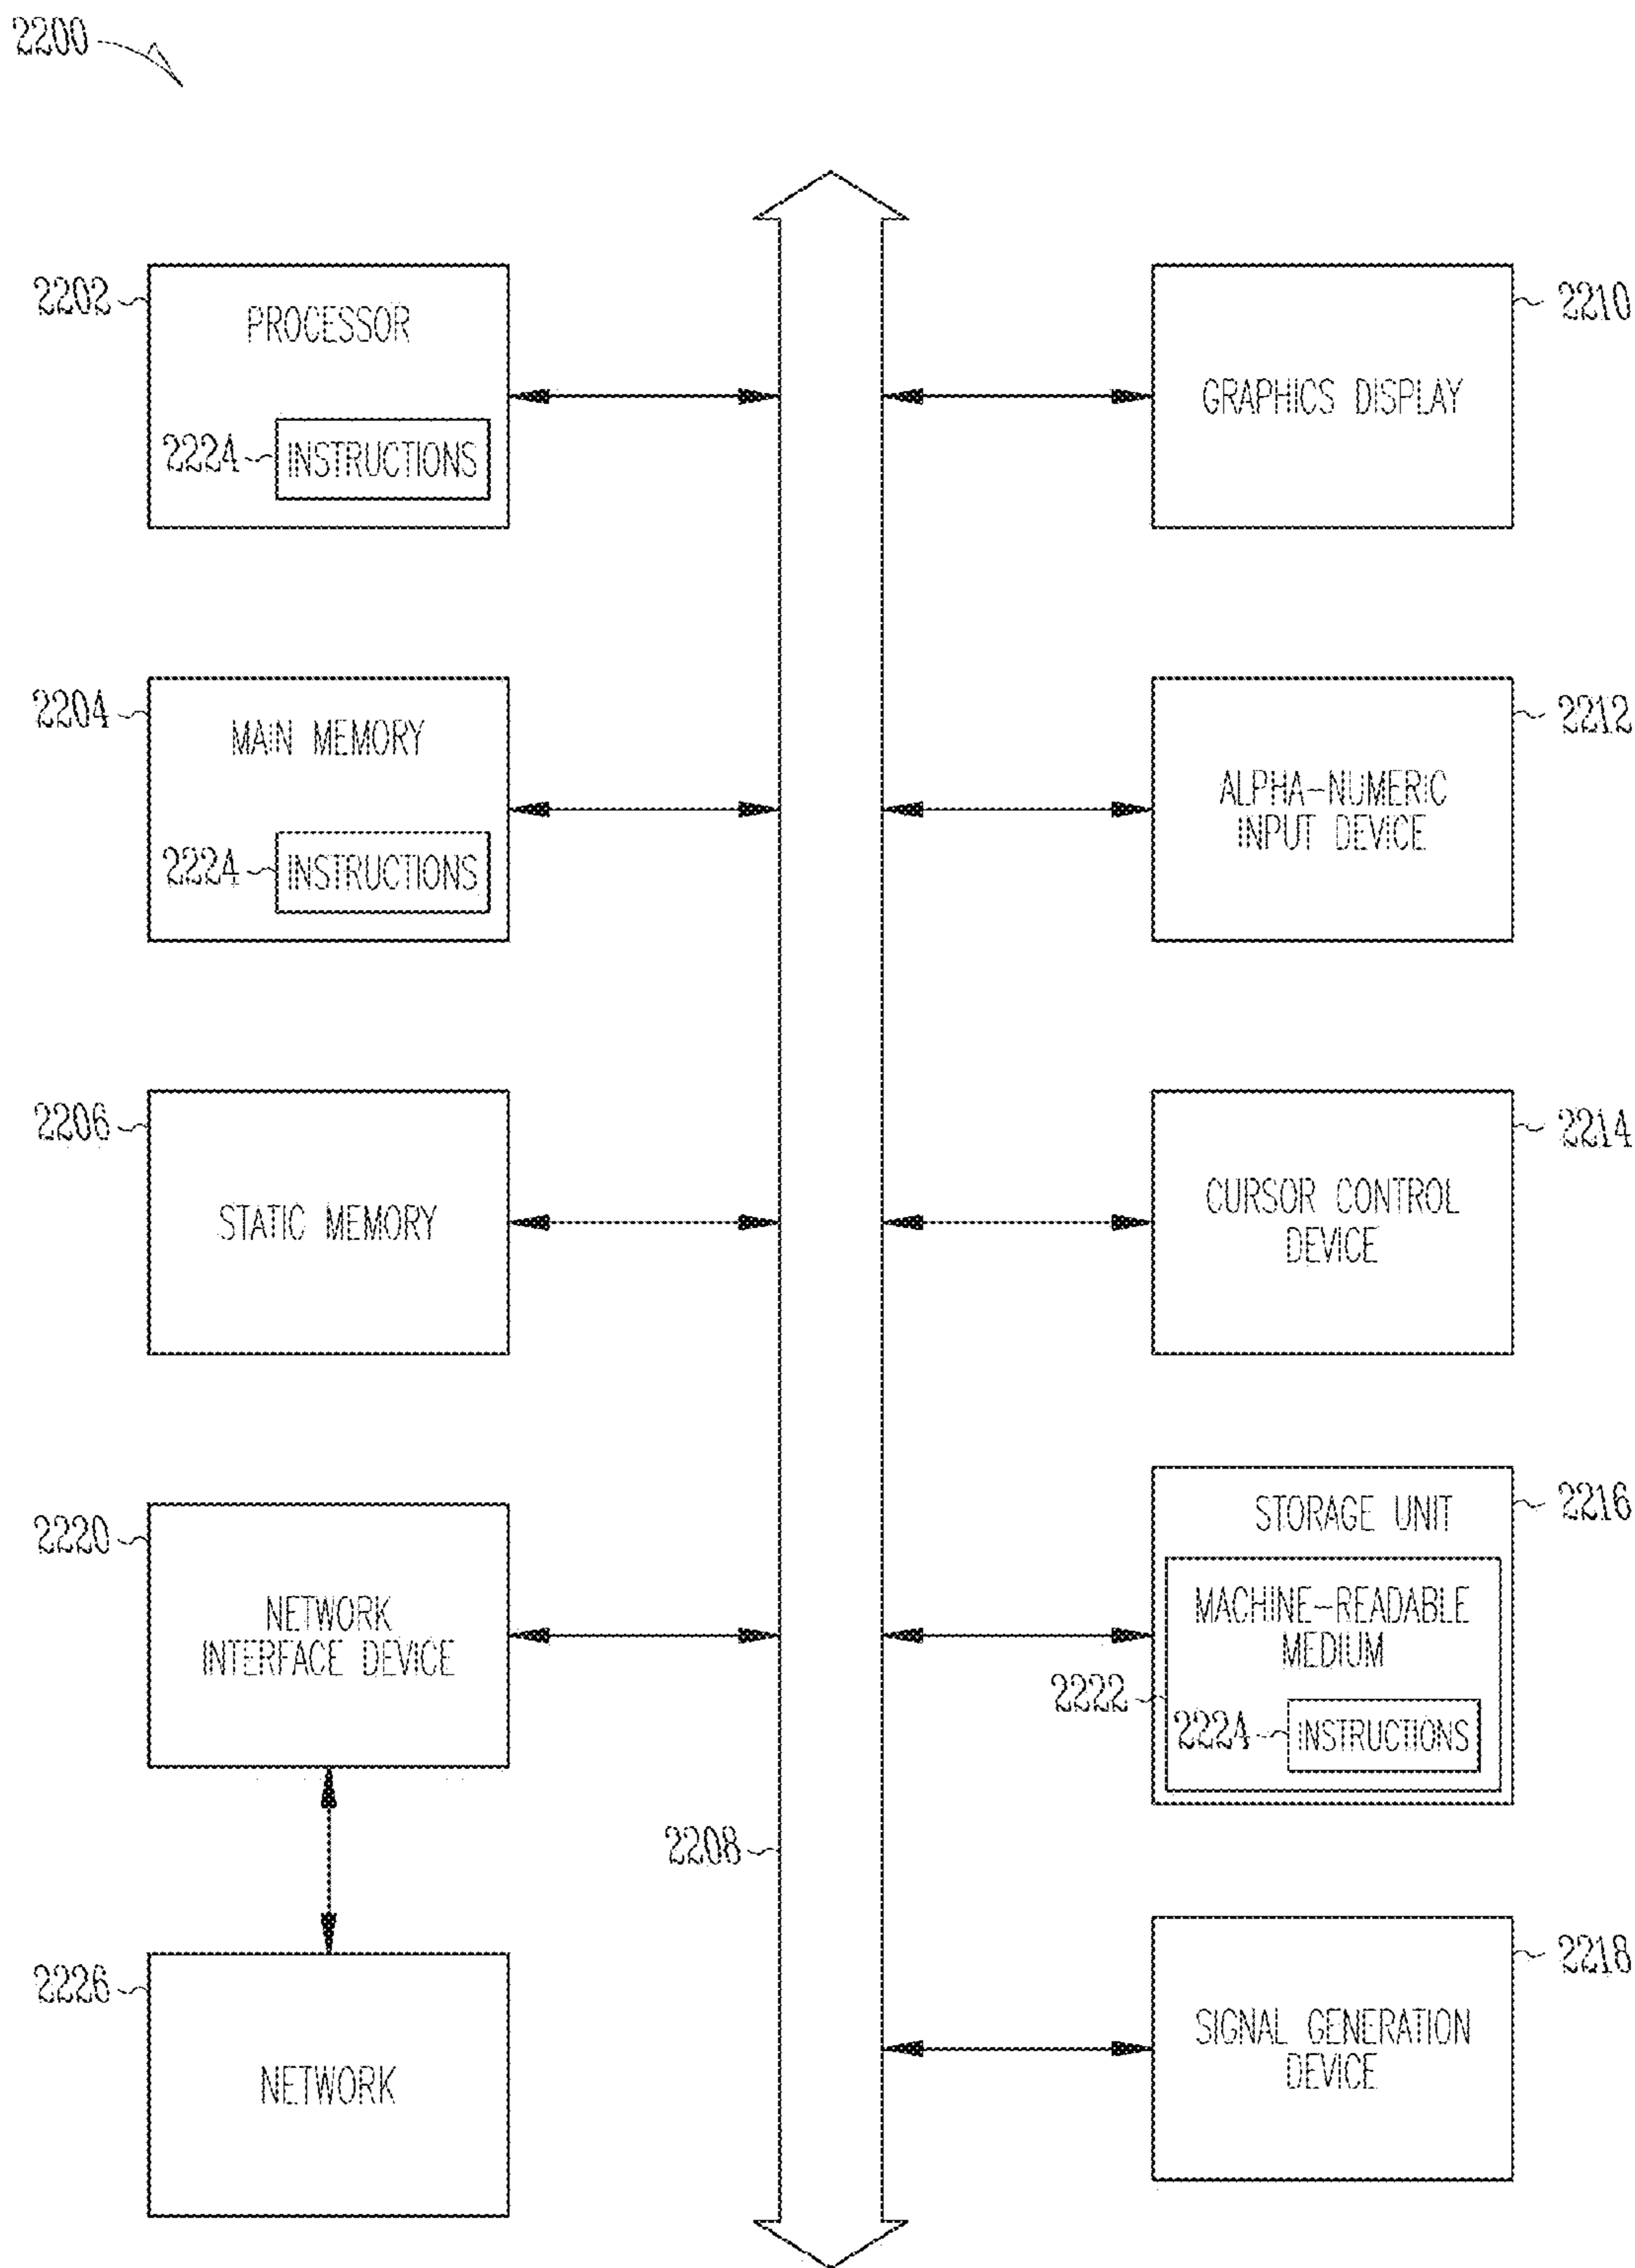 2200
2202
PROCESSOR
2224
INSTRUCTIONS
2204
MAIN MEMORY
2224
INSTRUCTIONS
2206
STATIC MEMORY
2220
NETWORK
INTERFACE DEVICE
2226
NETWORK
2208
2210
GRAPHICS DISPLAY
2212
ALPHA-NUMERIC
INPUT DEVICE
2214
CURSOR CONTROL
DEVICE
2216
STORAGE UNIT
MACHINE-READABLE
MEDIUM
2222
2224
INSTRUCTIONS
2218
SIGNAL GENERATION
DEVICE